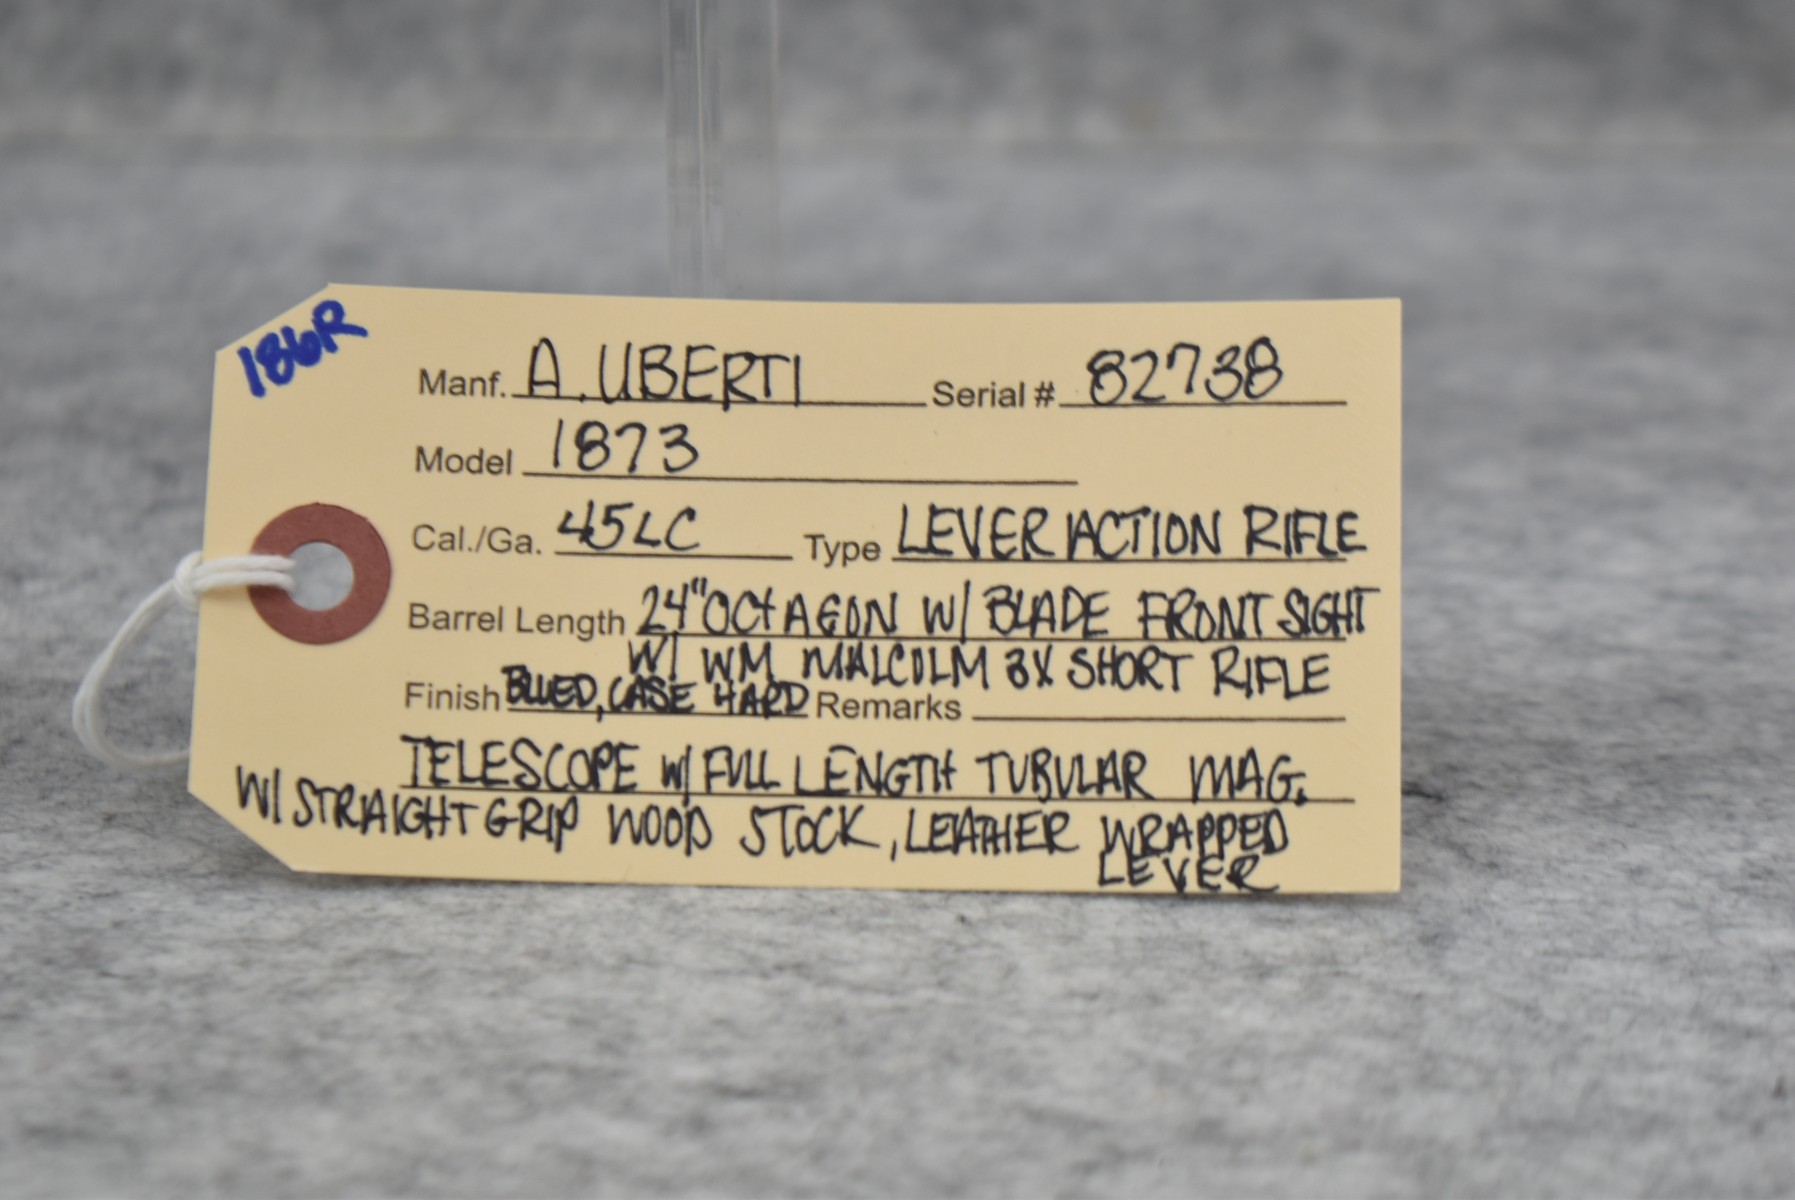 186R
Manf. A. UBERTI Serial # 82738
Model 1873
Cal./Ga. 45LC Type LEVER ACTION RIFLE
Barrel Length 24" OCTAGON W/ BLADE FRONT SIGHT
W/ WM MALCOLM 3X SHORT RIFLE
Finish BLUED, CASE HARD Remarks
TELESCOPE W/ FULL LENGTH TUBULAR MAG.
W/ STRAIGHT GRIP WOOD STOCK, LEATHER WRAPPED
LEVER